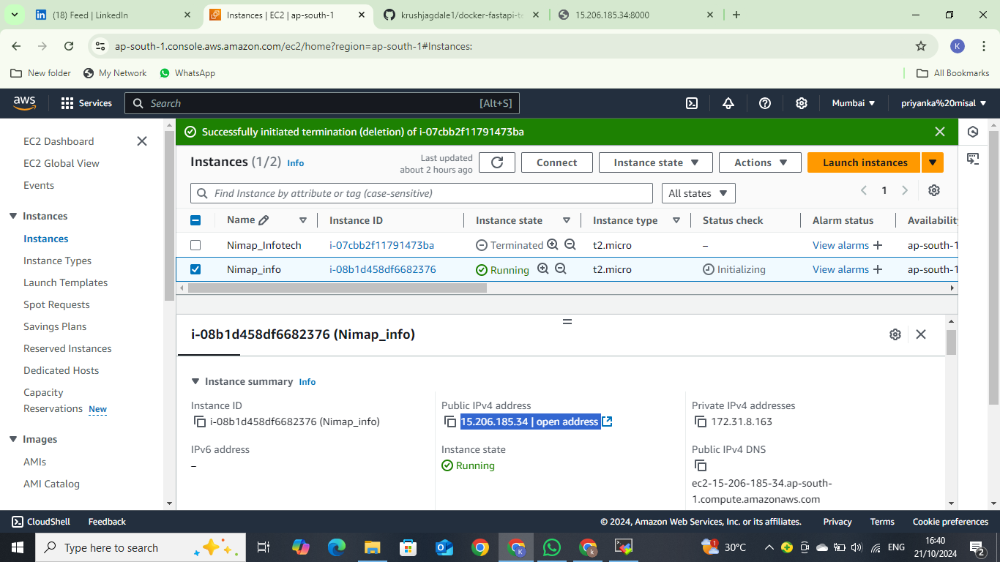 (18) Feed | LinkedIn
Instances | EC2 | ap-south-1
krushjagdale1/docker-fastapi-te
15.206.185.34:8000
ap-south-1.console.aws.amazon.com/ec2/home?region=ap-south-1#Instances:
K
New folder
My Network
WhatsApp
All Bookmarks
aws
Services
Search
[Alt+S]
Mumbai
priyanka%20misal
EC2 Dashboard
EC2 Global View
Events
Instances
Instances
Instance Types
Launch Templates
Spot Requests
Savings Plans
Reserved Instances
Dedicated Hosts
Capacity
Reservations New
Images
AMIs
AMI Catalog
Successfully initiated termination (deletion) of i-07cbb2f11791473ba
Instances (1/2) Info
Last updated
about 2 hours ago
Connect
Instance state
Actions
Launch instances
Find Instance by attribute or tag (case-sensitive)
All states
1
Name Instance ID Instance state Instance type Status check Alarm status Availability
Nimap_Infotech i-07cbb2f11791473ba Terminated t2.micro – View alarms ap-south-1
Nimap_info i-08b1d458df6682376 Running t2.micro Initializing View alarms ap-south-1
i-08b1d458df6682376 (Nimap_info)
Instance summary Info
Instance ID
i-08b1d458df6682376 (Nimap_info)
Public IPv4 address
15.206.185.34 | open address
Private IPv4 addresses
172.31.8.163
IPv6 address
–
Instance state
Running
Public IPv4 DNS
ec2-15-206-185-34.ap-south-
1.compute.amazonaws.com
CloudShell
Feedback
© 2024, Amazon Web Services, Inc. or its affiliates.
Privacy
Terms
Cookie preferences
Type here to search
30°C
ENG
16:40
21/10/2024
2